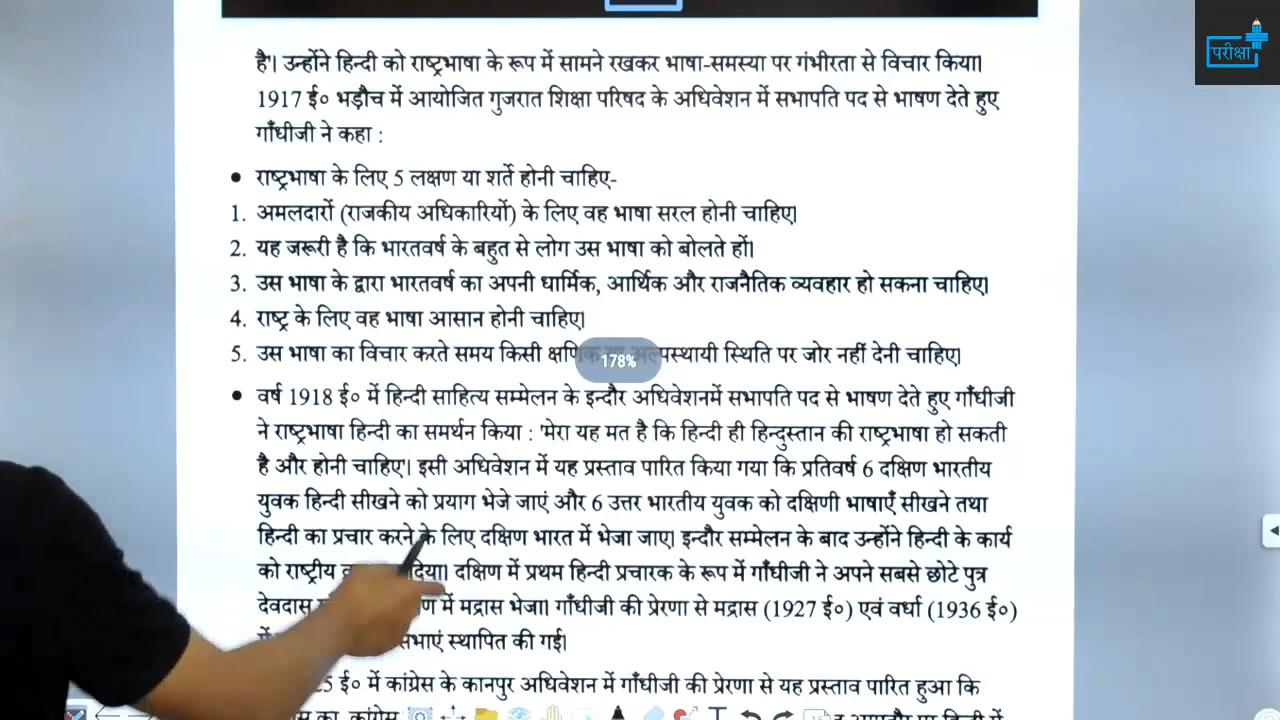 है'। उन्होंने हिन्दी को राष्ट्रभाषा के रूप में सामने रखकर भाषा-समस्या पर गंभीरता से विचार किया।
परीक्षा
1917 ई० भड़ौच में आयोजित गुजरात शिक्षा परिषद के अधिवेशन में सभापति पद से भाषण देते हुए
गाँधीजी ने कहा :
• राष्ट्रभाषा के लिए 5 लक्षण या शर्ते होनी चाहिए-
1. अमलदारों (राजकीय अधिकारियों) के लिए वह भाषा सरल होनी चाहिए।
2. यह जरूरी है कि भारतवर्ष के बहुत से लोग उस भाषा को बोलते हों।
3. उस भाषा के द्वारा भारतवर्ष का अपनी धार्मिक, आर्थिक और राजनैतिक व्यवहार हो सकना चाहिए।
4. राष्ट्र के लिए वह भाषा आसान होनी चाहिए।
5. उस भाषा का विचार करते समय किसी क्षणिक अल्पस्थायी स्थिति पर जोर नहीं देनी चाहिए।
178%
• वर्ष 1918 ई० में हिन्दी साहित्य सम्मेलन के इन्दौर अधिवेशनमें सभापति पद से भाषण देते हुए गाँधीजी
ने राष्ट्रभाषा हिन्दी का समर्थन किया : 'मेरा यह मत है कि हिन्दी ही हिन्दुस्तान की राष्ट्रभाषा हो सकती
है और होनी चाहिए'। इसी अधिवेशन में यह प्रस्ताव पारित किया गया कि प्रतिवर्ष 6 दक्षिण भारतीय
युवक हिन्दी सीखने को प्रयाग भेजे जाएं और 6 उत्तर भारतीय युवक को दक्षिणी भाषाएँ सीखने तथा
हिन्दी का प्रचार करने के लिए दक्षिण भारत में भेजा जाए। इन्दौर सम्मेलन के बाद उन्होंने हिन्दी के कार्य
को राष्ट्रीय दिया। दक्षिण में प्रथम हिन्दी प्रचारक के रूप में गाँधीजी ने अपने सबसे छोटे पुत्र
देवदास में मद्रास भेजा। गाँधीजी की प्रेरणा से मद्रास (1927 ई०) एवं वर्धा (1936 ई०)
सभाएं स्थापित की गई।
ई० में कांग्रेस के कानपुर अधिवेशन में गाँधीजी की प्रेरणा से यह प्रस्ताव पारित हुआ कि